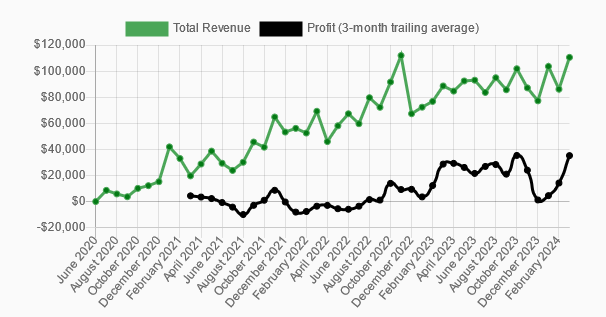 Total Revenue Profit (3-month trailing average)
$120,000
$100,000
$80,000
$60,000
$40,000
$20,000
$0
-$20,000
June 2020
August 2020
October 2020
December 2020
February 2021
April 2021
June 2021
August 2021
October 2021
December 2021
February 2022
April 2022
June 2022
August 2022
October 2022
December 2022
February 2023
April 2023
June 2023
August 2023
October 2023
December 2023
February 2024